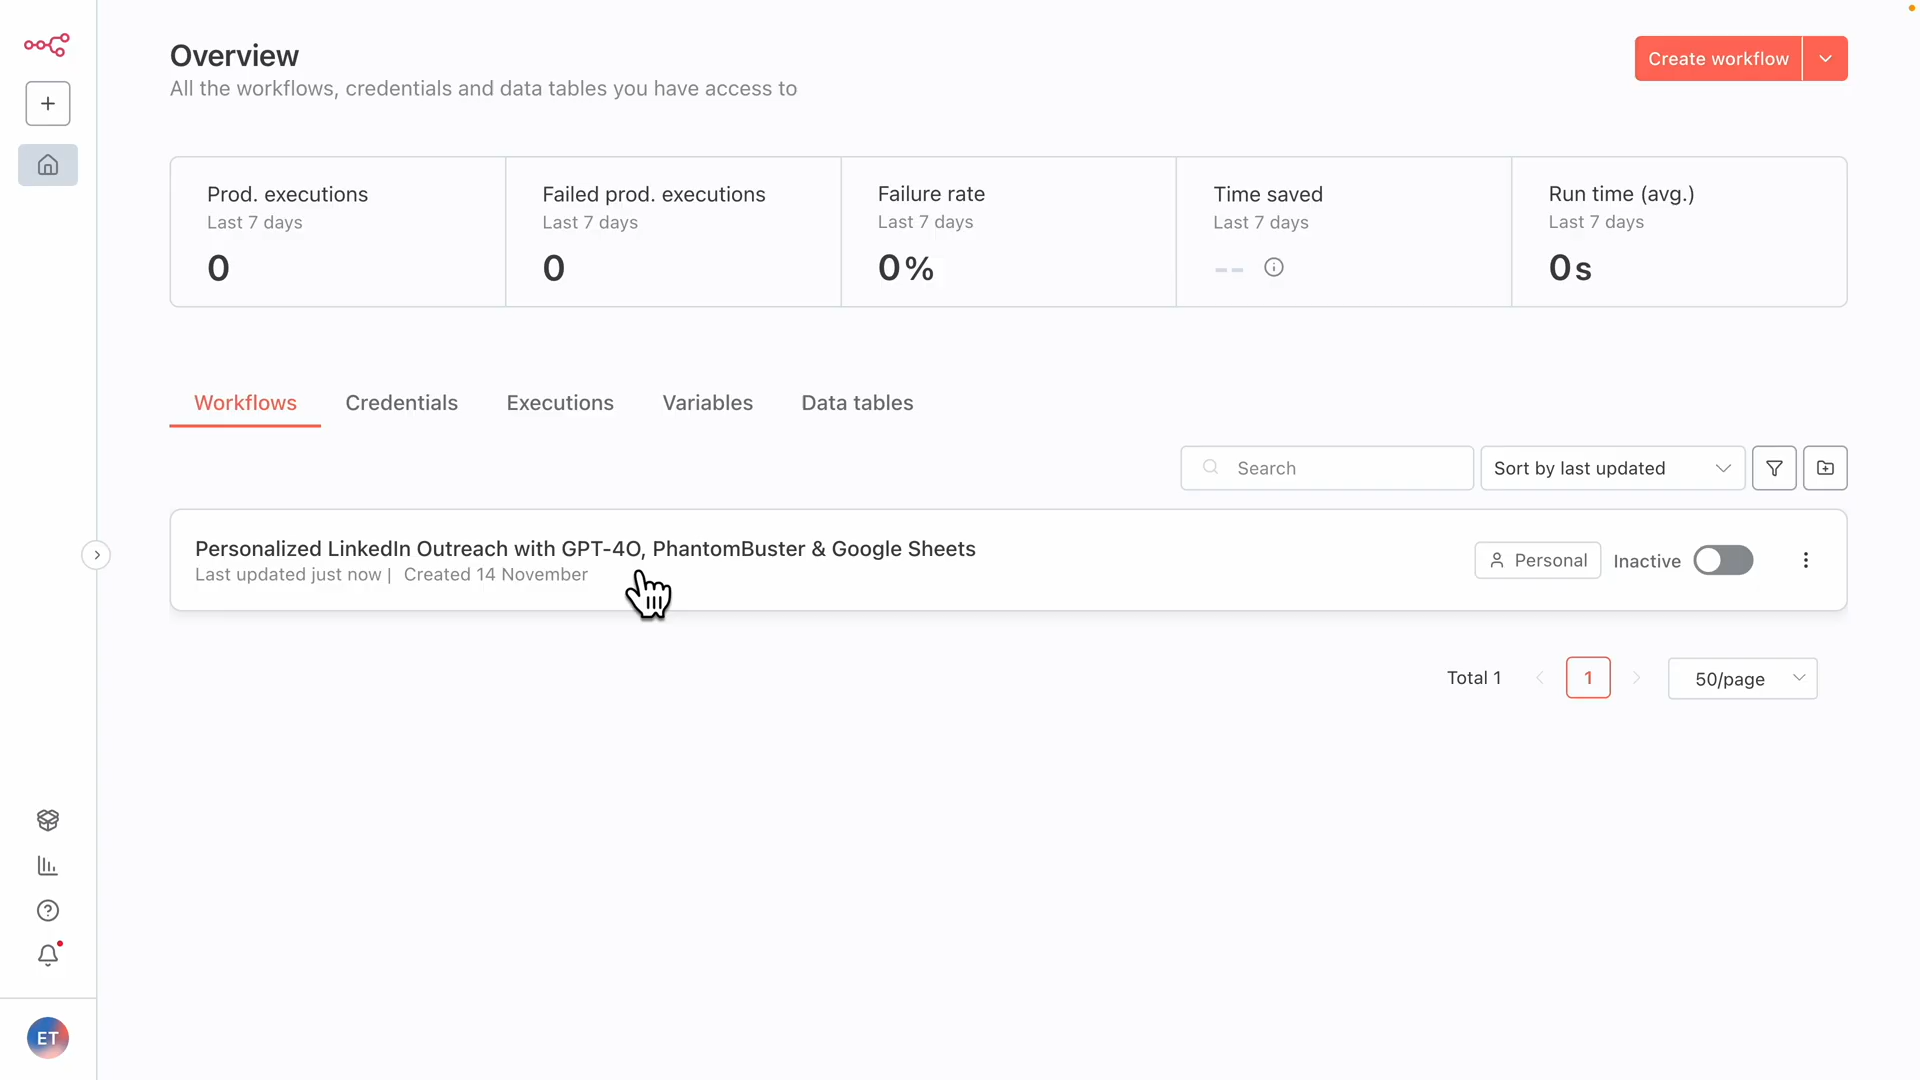 Overview
All the workflows, credentials and data tables you have access to
Create workflow
Prod. executions
Last 7 days
0
Failed prod. executions
Last 7 days
0
Failure rate
Last 7 days
0%
Time saved
Last 7 days
--
Run time (avg.)
Last 7 days
0s
Workflows
Credentials
Executions
Variables
Data tables
Search
Sort by last updated
Personalized LinkedIn Outreach with GPT-4O, PhantomBuster & Google Sheets
Last updated just now | Created 14 November
Personal
Inactive
Total 1
1
50/page
ET